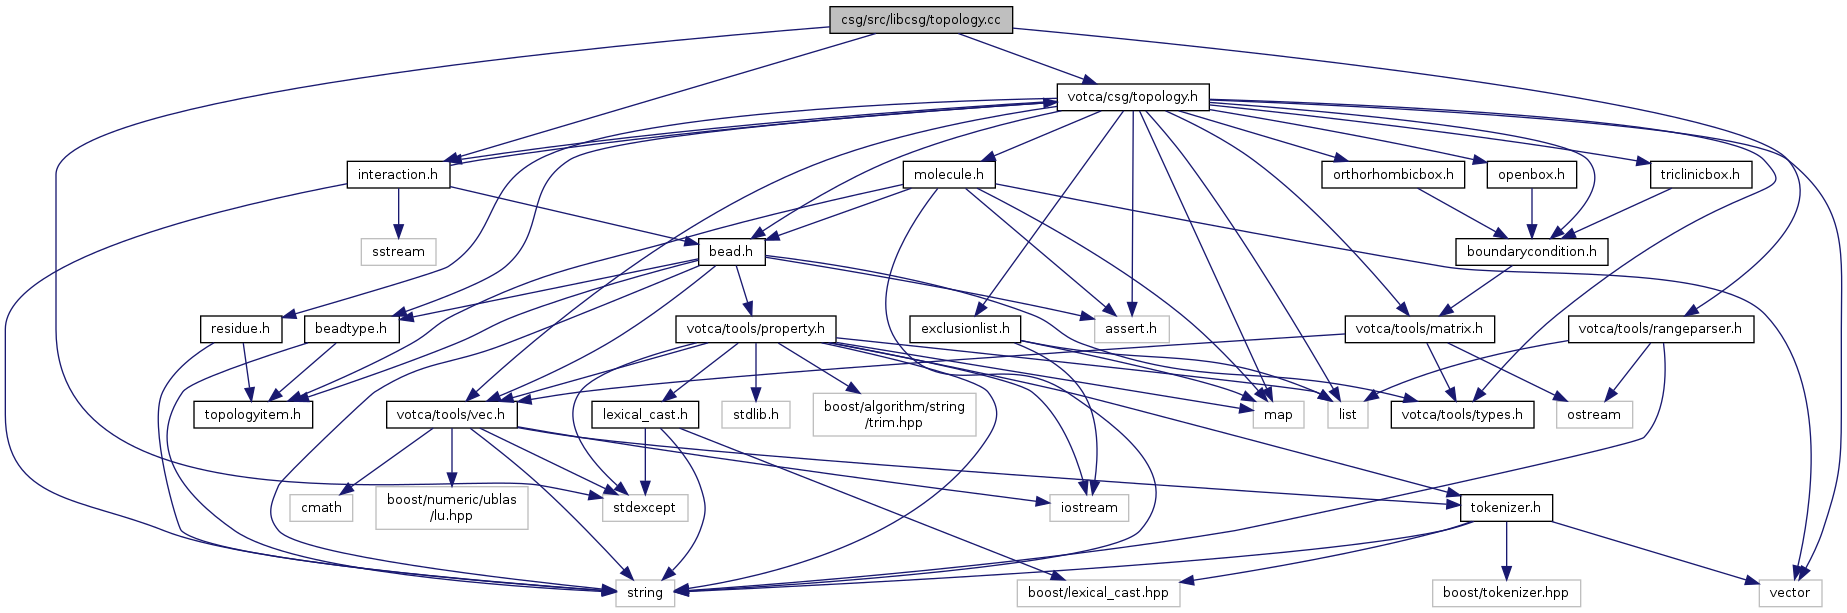 csg/src/libcsg/topology.cc
votca/csg/topology.h
interaction.h
molecule.h
orthorhombicbox.h
openbox.h
triclinicbox.h
sstream
bead.h
boundarycondition.h
residue.h
beadtype.h
votca/tools/property.h
exclusionlist.h
assert.h
votca/tools/matrix.h
votca/tools/rangeparser.h
topologyitem.h
votca/tools/vec.h
lexical_cast.h
stdlib.h
boost/algorithm/string
/trim.hpp
map
list
votca/tools/types.h
ostream
cmath
boost/numeric/ublas
/lu.hpp
stdexcept
iostream
tokenizer.h
string
boost/lexical_cast.hpp
boost/tokenizer.hpp
vector